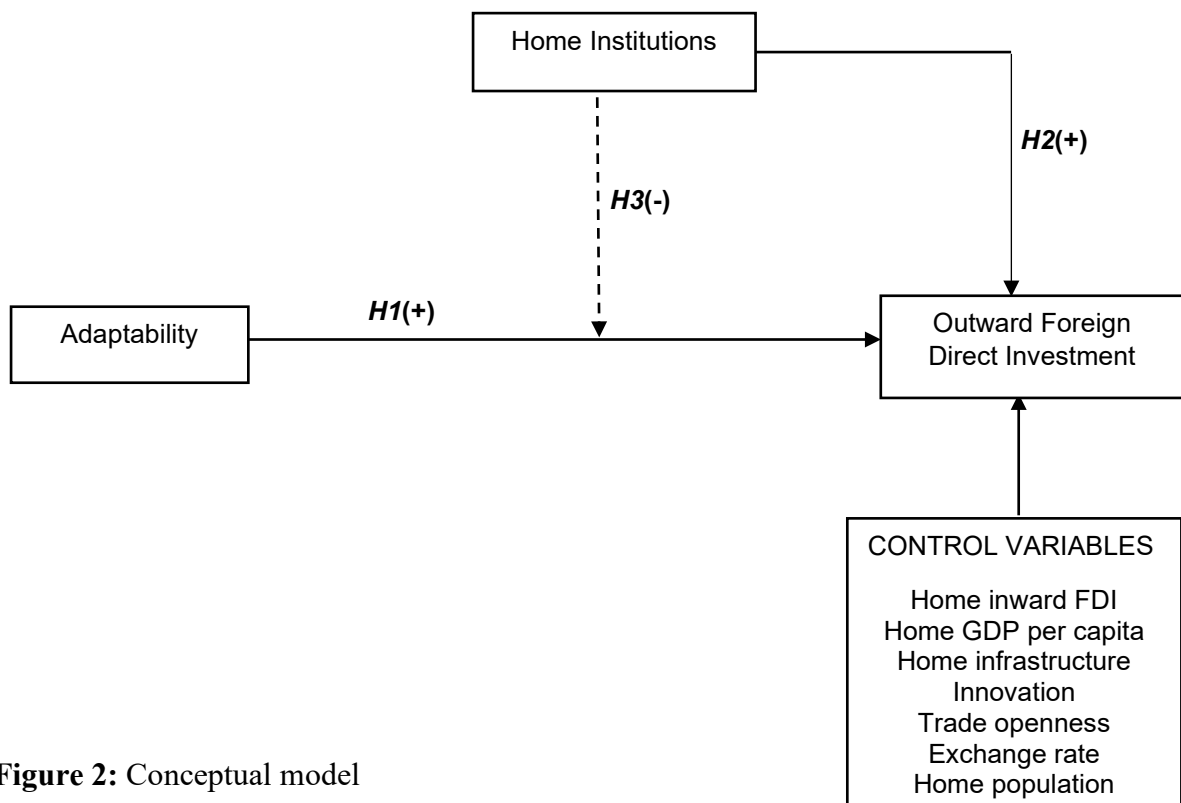 Home Institutions
H2(+)
H3(-)
H1(+)
Adaptability
Outward Foreign
Direct Investment
CONTROL VARIABLES
Home inward FDI
Home GDP per capita
Home infrastructure
Innovation
Trade openness
Exchange rate
Home population
Figure 2: Conceptual model